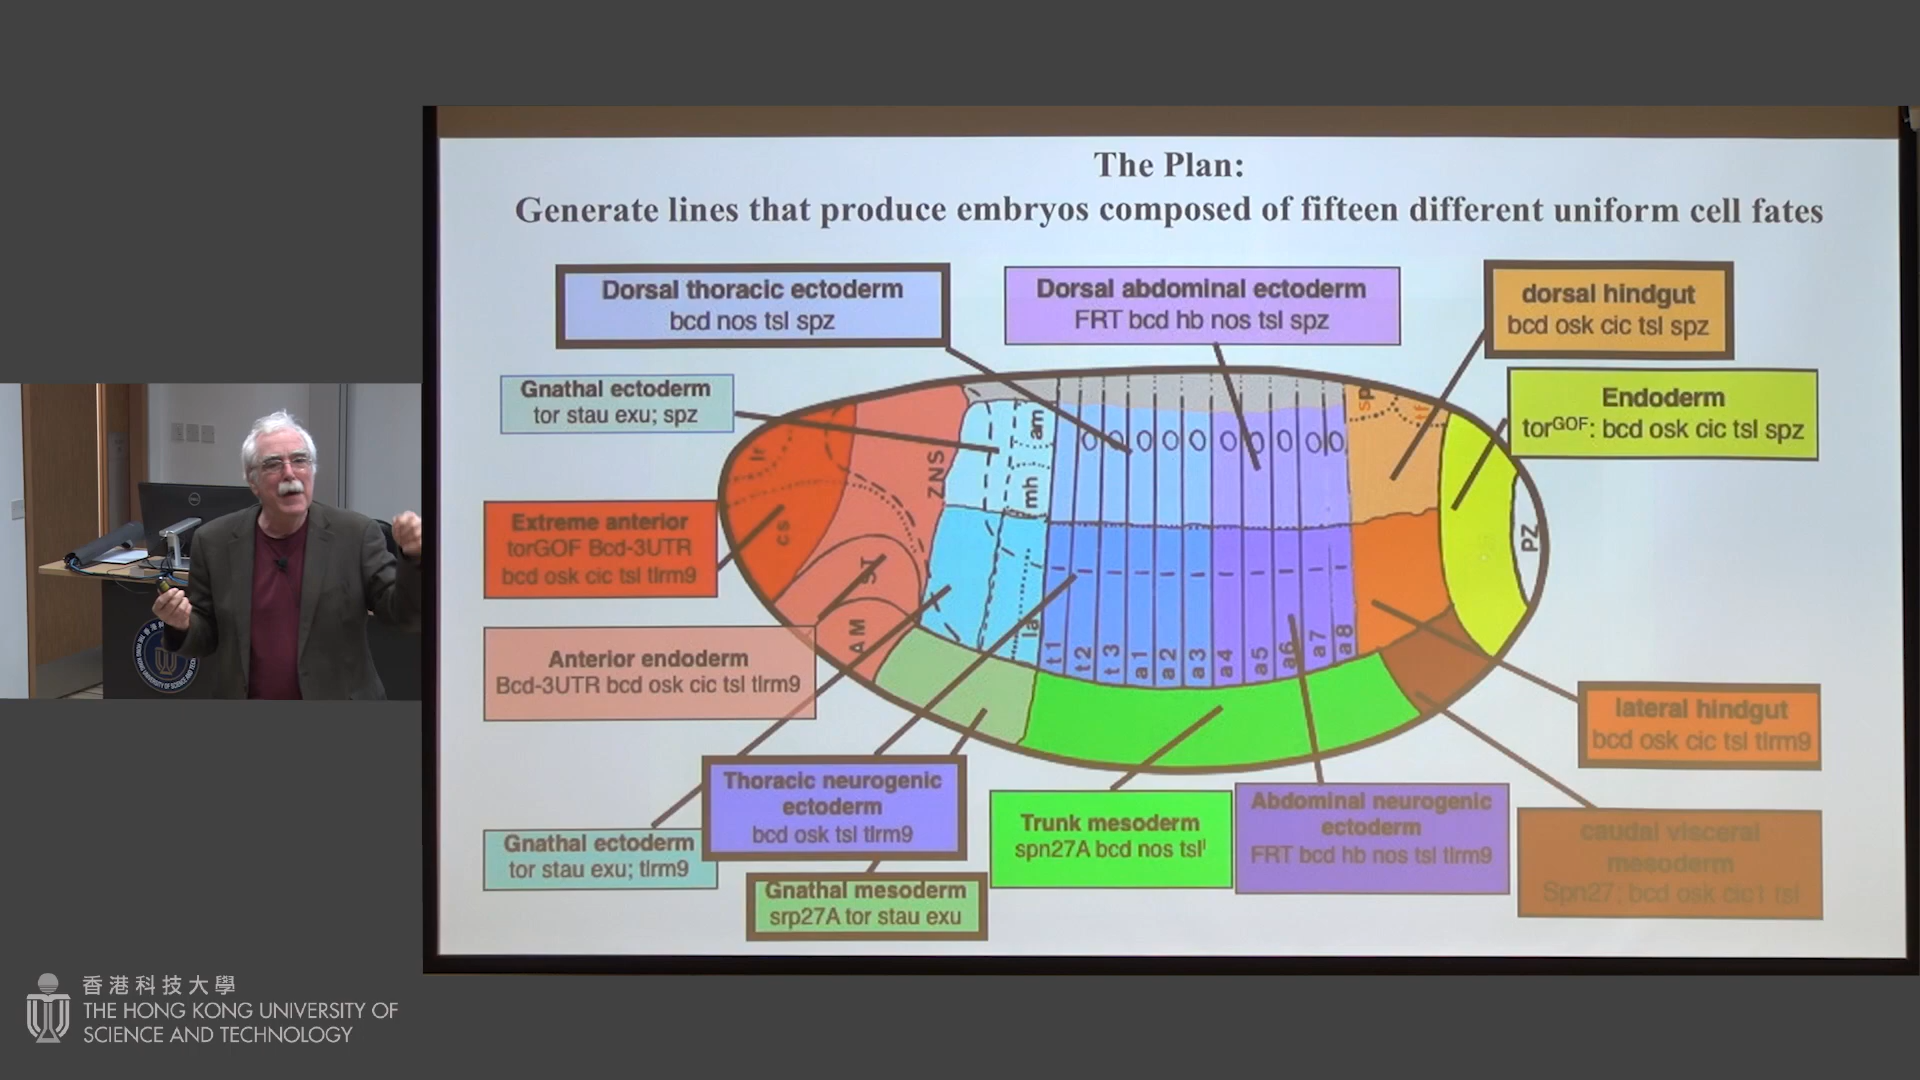 The Plan:
Generate lines that produce embryos composed of fifteen different uniform cell fates
Dorsal thoracic ectoderm
bcd nos tsl spz
Dorsal abdominal ectoderm
FRT bcd hb nos tsl spz
dorsal hindgut
bcd osk cic tsl spz
Gnathal ectoderm
tor stau exu; spz
Endoderm
torGOF: bcd osk cic tsl spz
Extreme anterior
torGOF Bcd-3UTR
bcd osk cic tsl tlrm9
Anterior endoderm
Bcd-3UTR bcd osk cic tsl tlrm9
lr
cs
ST
AM
ZNS
am
mh
la
t1
t2
t3
a1
a2
a3
a4
a5
a6
a7
a8
sp
tf
PZ
lateral hindgut
bcd osk cic tsl tlrm9
Thoracic neurogenic
ectoderm
bcd osk tsl tlrm9
Gnathal ectoderm
tor stau exu; tlrm9
Gnathal mesoderm
srp27A tor stau exu
Trunk mesoderm
spn27A bcd nos tsl
Abdominal neurogenic
ectoderm
FRT bcd hb nos tsl tlrm9
caudal visceral
mesoderm
Spn27; bcd osk cic1 tsl
DELL
香港科技大學
THE HONG KONG UNIVERSITY OF
SCIENCE AND TECHNOLOGY